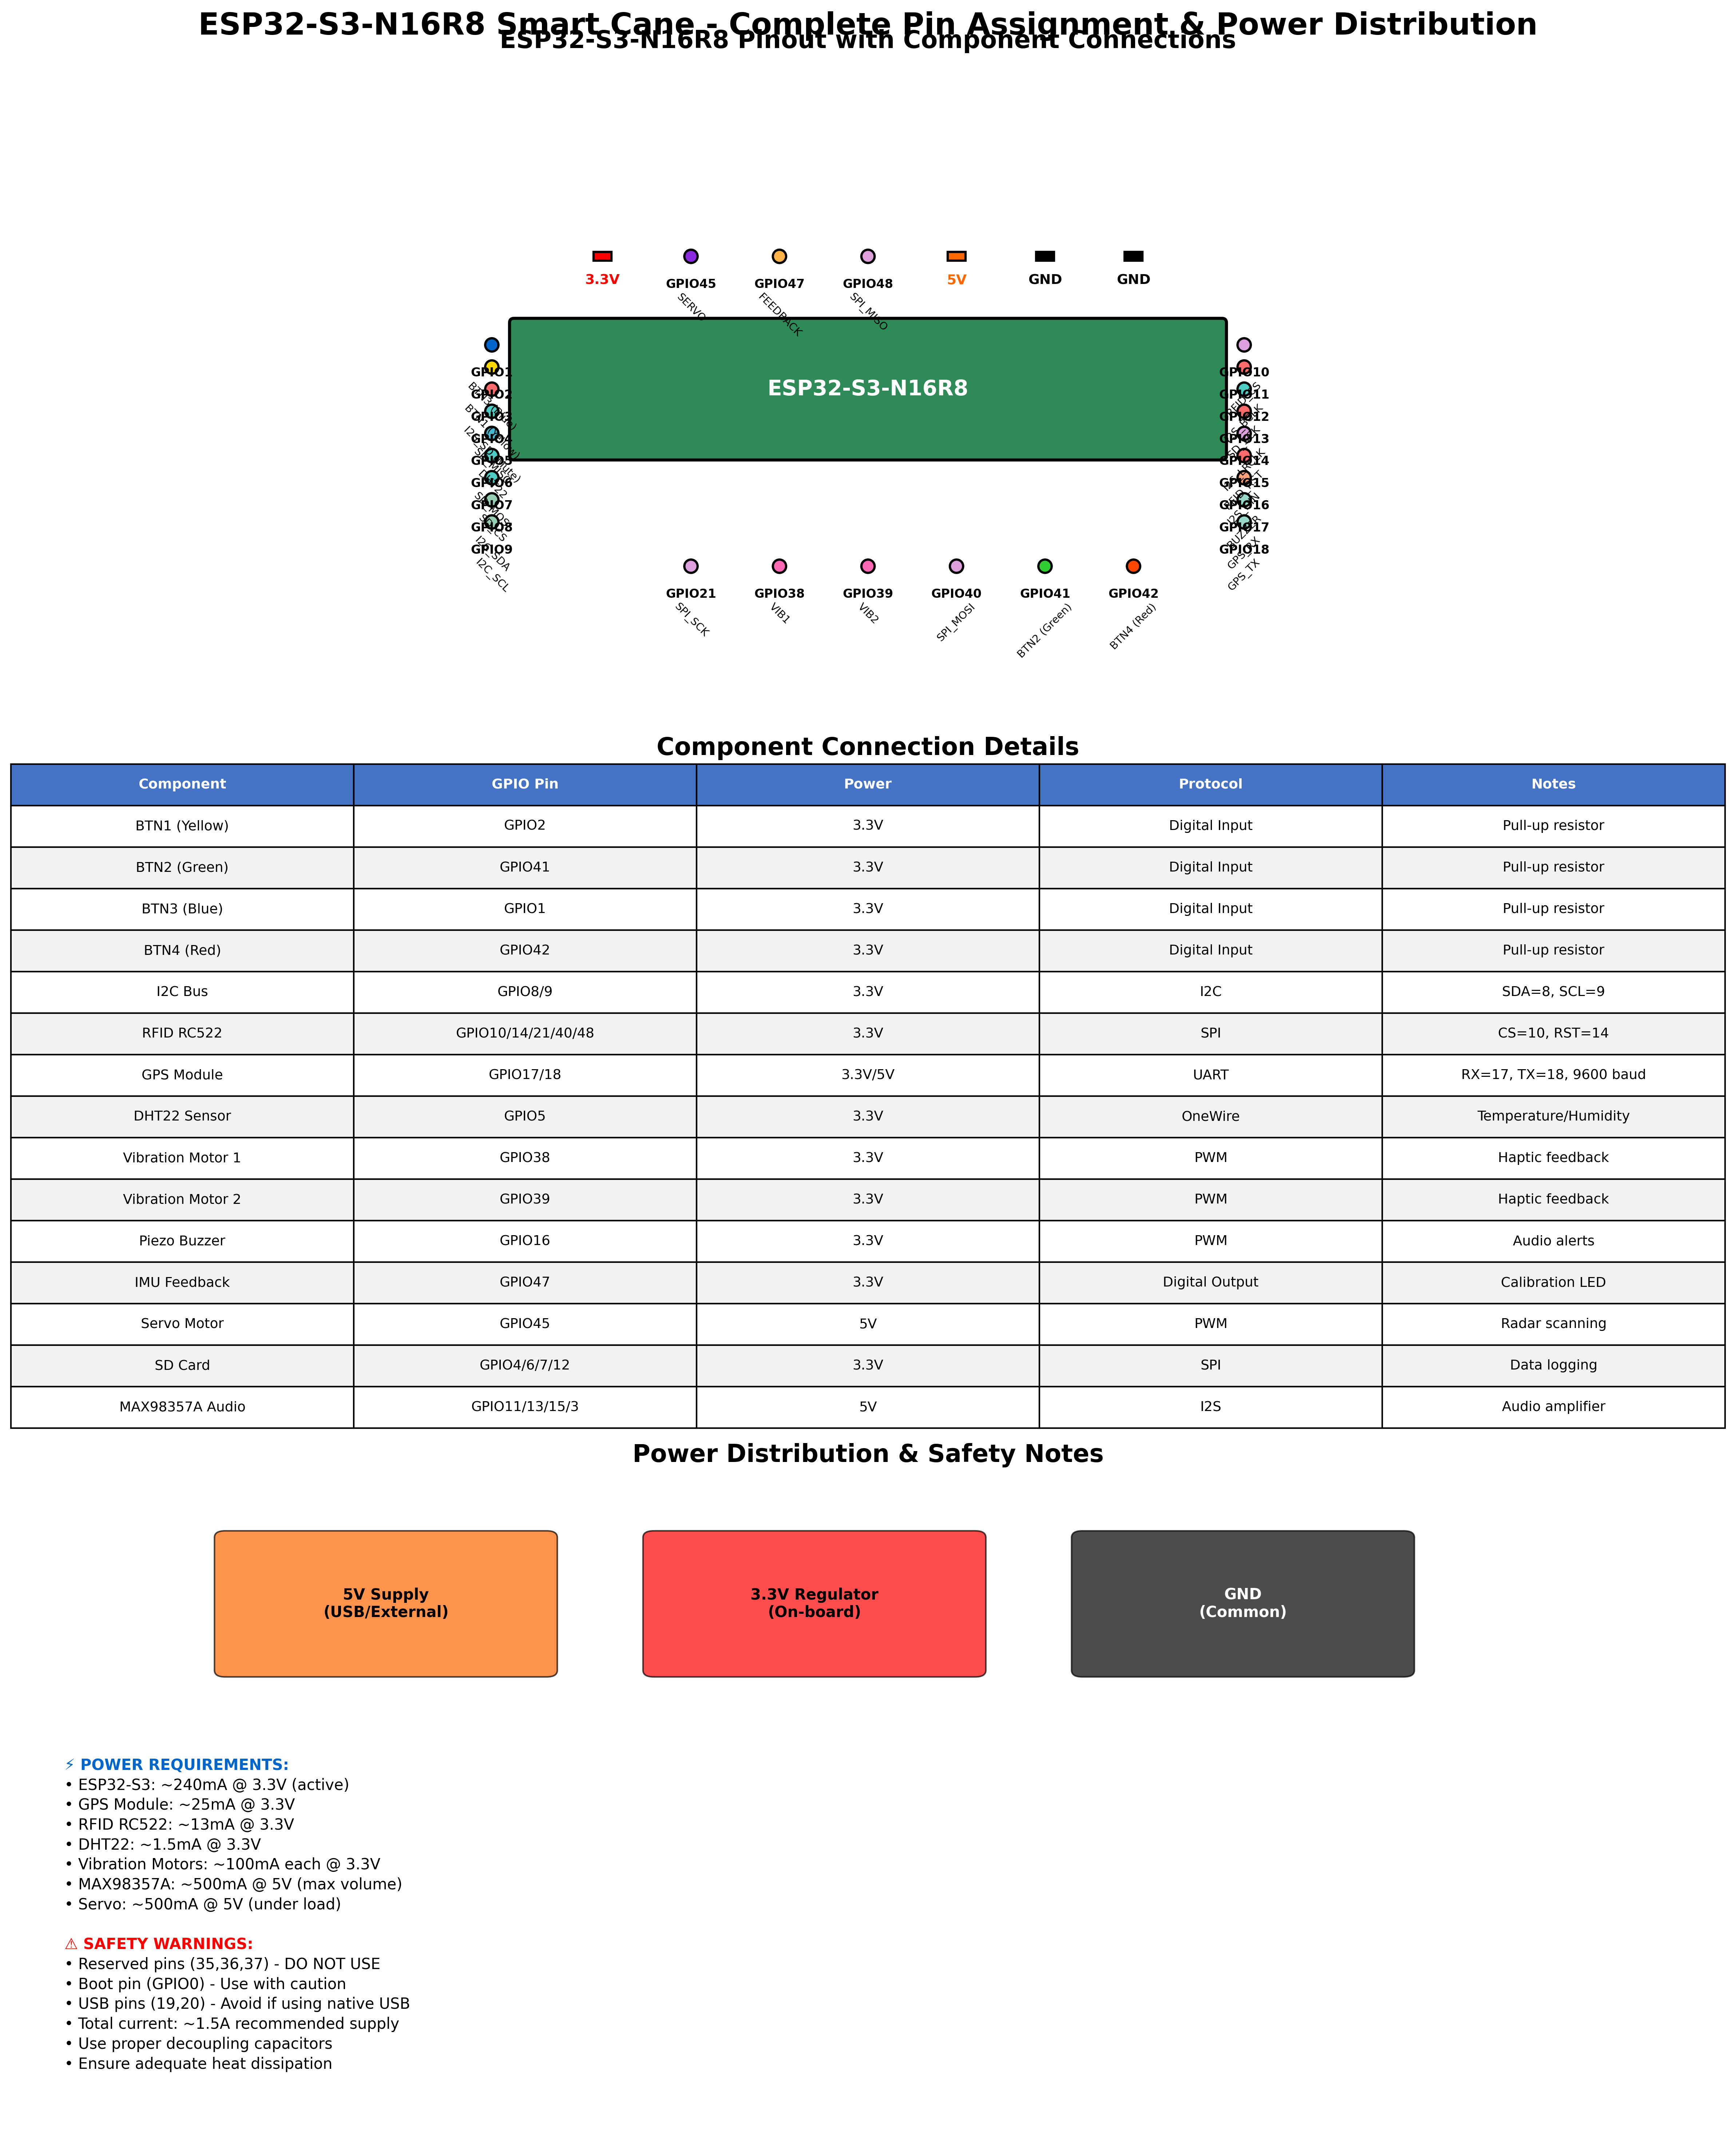 ESP32-S3-N16R8 Smart Cane - Complete Pin Assignment & Power Distribution
ESP32-S3-N16R8 Pinout with Component Connections
3.3V
GPIO45
SERVO
GPIO47
FEEDBACK
GPIO48
SPI_MISO
5V
GND
GND
ESP32-S3-N16R8
GPIO1
GPIO2
GPIO3
GPIO4
GPIO5
GPIO6
GPIO7
GPIO8
GPIO9
I2C_SDA
I2C_SCL
GPIO10
GPIO11
GPIO12
GPIO13
GPIO14
GPIO15
GPIO16
GPIO17
GPIO18
GPS_RX
GPS_TX
GPIO21
SPI_SCK
GPIO38
VIB1
GPIO39
VIB2
GPIO40
SPI_MOSI
GPIO41
BTN2 (Green)
GPIO42
BTN4 (Red)
Component Connection Details
Component GPIO Pin Power Protocol Notes
BTN1 (Yellow) GPIO2 3.3V Digital Input Pull-up resistor
BTN2 (Green) GPIO41 3.3V Digital Input Pull-up resistor
BTN3 (Blue) GPIO1 3.3V Digital Input Pull-up resistor
BTN4 (Red) GPIO42 3.3V Digital Input Pull-up resistor
I2C Bus GPIO8/9 3.3V I2C SDA=8, SCL=9
RFID RC522 GPIO10/14/21/40/48 3.3V SPI CS=10, RST=14
GPS Module GPIO17/18 3.3V/5V UART RX=17, TX=18, 9600 baud
DHT22 Sensor GPIO5 3.3V OneWire Temperature/Humidity
Vibration Motor 1 GPIO38 3.3V PWM Haptic feedback
Vibration Motor 2 GPIO39 3.3V PWM Haptic feedback
Piezo Buzzer GPIO16 3.3V PWM Audio alerts
IMU Feedback GPIO47 3.3V Digital Output Calibration LED
Servo Motor GPIO45 5V PWM Radar scanning
SD Card GPIO4/6/7/12 3.3V SPI Data logging
MAX98357A Audio GPIO11/13/15/3 5V I2S Audio amplifier
Power Distribution & Safety Notes
5V Supply
(USB/External)
3.3V Regulator
(On-board)
GND
(Common)
⚡ POWER REQUIREMENTS:
• ESP32-S3: ~240mA @ 3.3V (active)
• GPS Module: ~25mA @ 3.3V
• RFID RC522: ~13mA @ 3.3V
• DHT22: ~1.5mA @ 3.3V
• Vibration Motors: ~100mA each @ 3.3V
• MAX98357A: ~500mA @ 5V (max volume)
• Servo: ~500mA @ 5V (under load)
⚠ SAFETY WARNINGS:
• Reserved pins (35,36,37) - DO NOT USE
• Boot pin (GPIO0) - Use with caution
• USB pins (19,20) - Avoid if using native USB
• Total current: ~1.5A recommended supply
• Use proper decoupling capacitors
• Ensure adequate heat dissipation